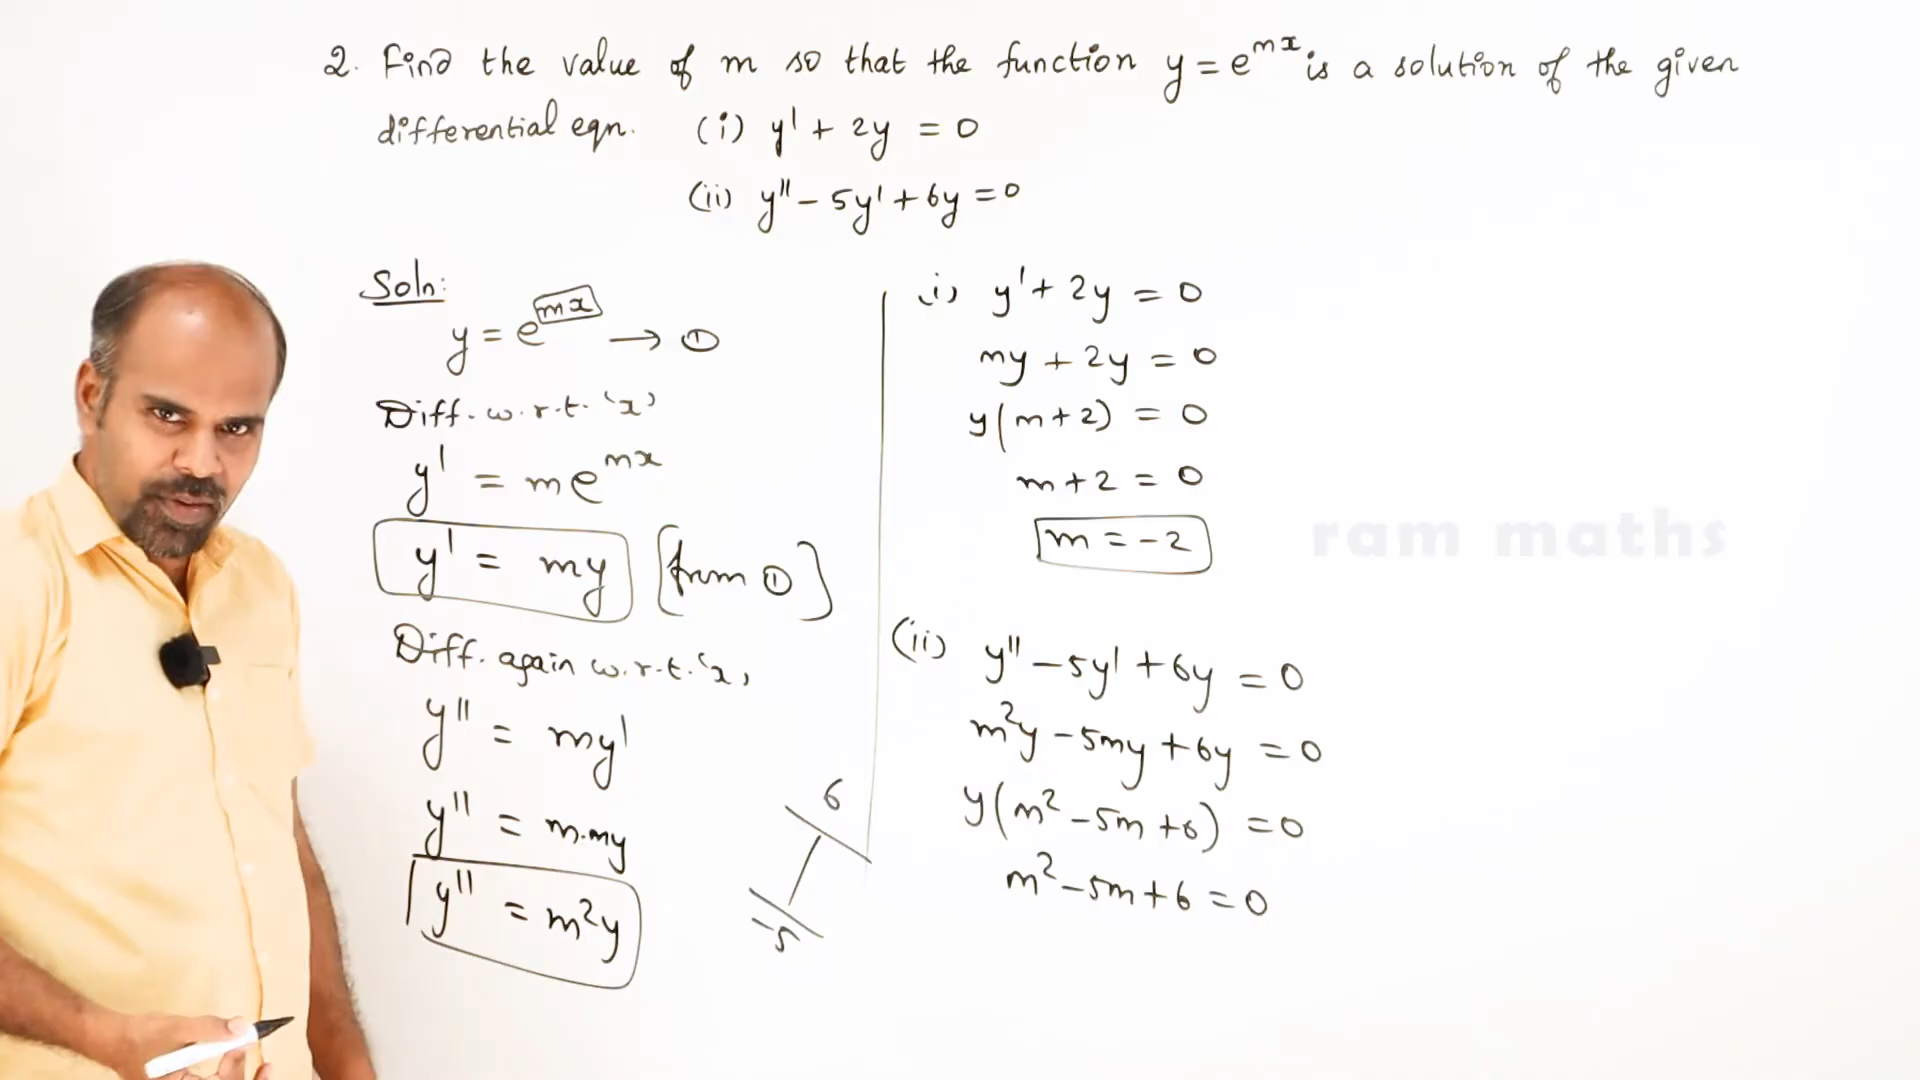 2. Find the value of m so that the function y = e^{mx} is a solution of the given
differential eqn. (i) y' + 2y = 0
(ii) y'' - 5y' + 6y = 0
Soln:
y = e^{mx} → ①
Diff. w.r.t. 'x'
y' = me^{mx}
y' = my [from ①]
Diff. again w.r.t. 'x,
y'' = my'
y'' = m.my
y'' = m²y
6
-5
(i) y' + 2y = 0
my + 2y = 0
y(m+2) = 0
m+2 = 0
m = -2
(ii) y'' - 5y' + 6y = 0
m²y - 5my + 6y = 0
y(m² - 5m + 6) = 0
m² - 5m + 6 = 0
ram maths